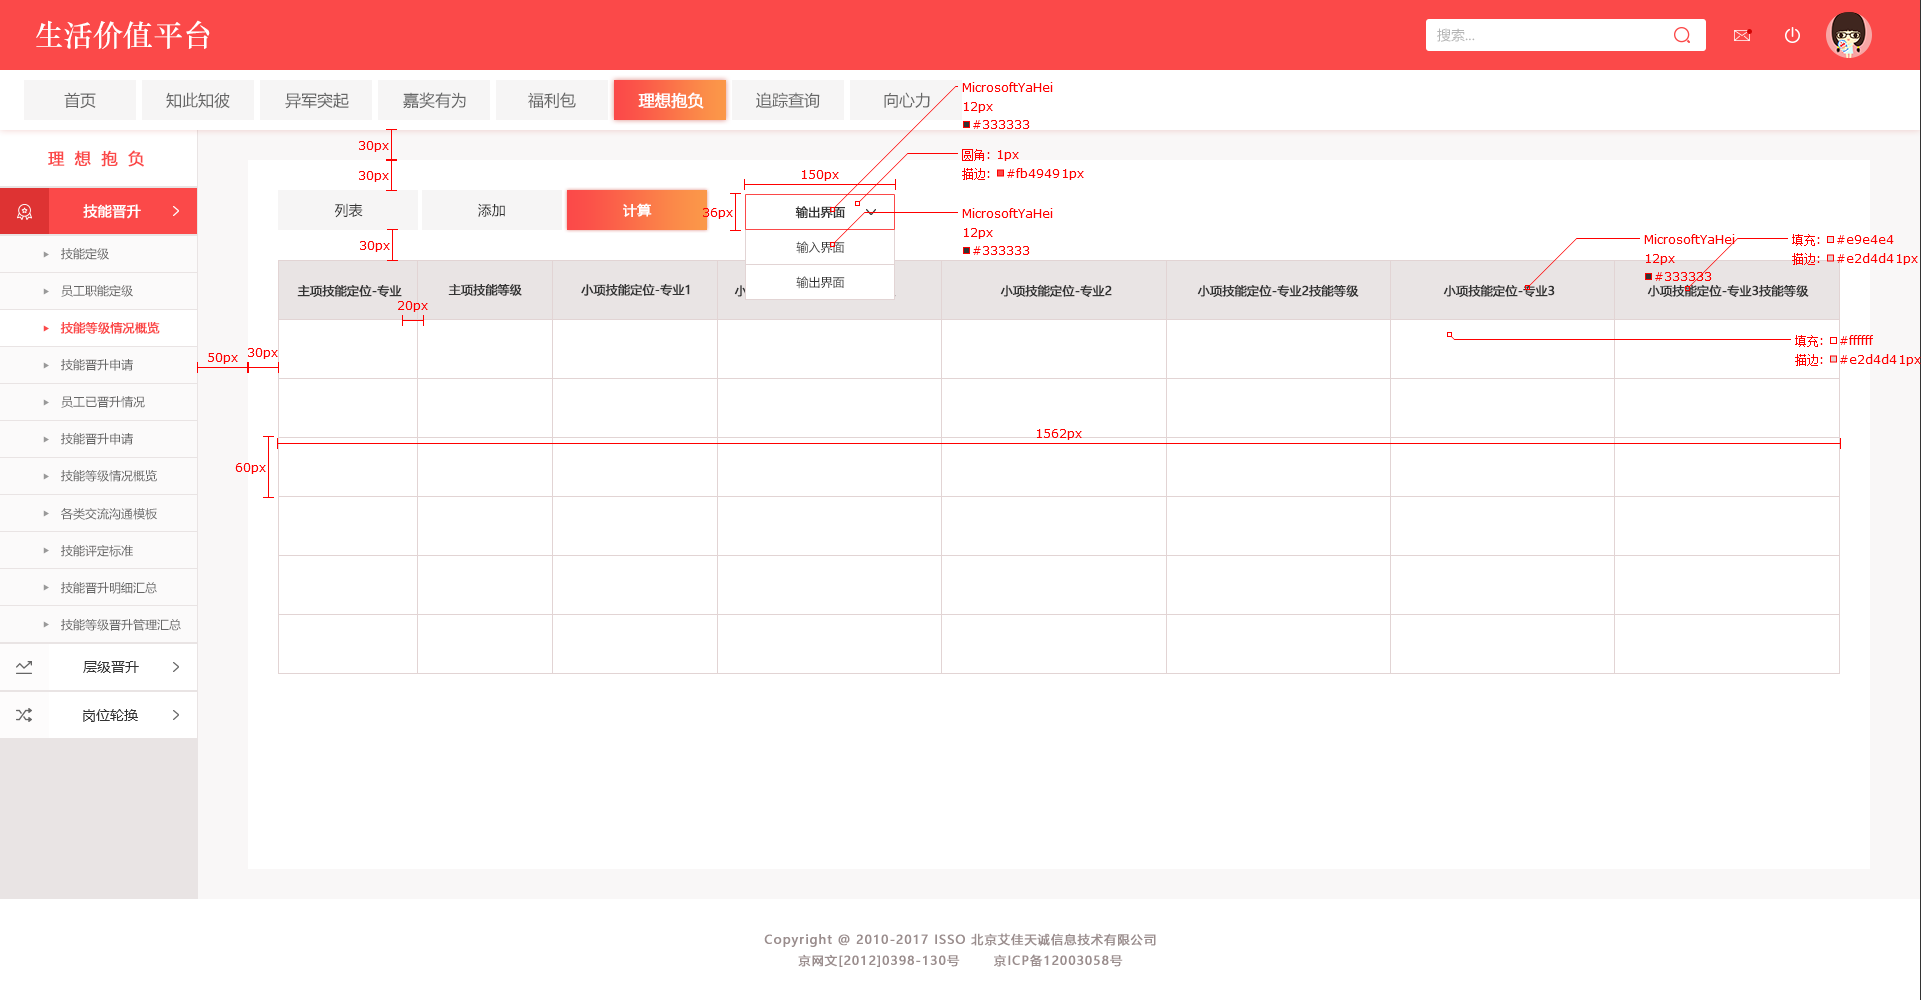 生活价值平台
搜索...
首页
知此知彼
异军突起
嘉奖有为
福利包
理想抱负
追踪查询
向心力
MicrosoftYaHei
12px
#333333
理想抱负
30px
30px
圆角：1px
描边：#fb49491px
150px
技能晋升
列表
添加
计算
36px
输出界面
MicrosoftYaHei
12px
#333333
30px
输入界面
输出界面
MicrosoftYaHei
12px
#333333
填充：#e9e4e4
描边：#e2d4d41px
技能定级
员工职能定级
技能等级情况概览
技能晋升申请
员工已晋升情况
技能晋升申请
技能等级情况概览
各类交流沟通模板
技能评定标准
技能晋升明细汇总
技能等级晋升管理汇总
层级晋升
岗位轮换
主项技能定位-专业
主项技能等级
小项技能定位-专业1
小
小项技能定位-专业2
小项技能定位-专业2技能等级
小项技能定位-专业3
小项技能定位-专业3技能等级
20px
填充：#ffffff
描边：#e2d4d41px
50px
30px
1562px
60px
Copyright @ 2010-2017 ISSO 北京艾佳天诚信息技术有限公司
京网文[2012]0398-130号 京ICP备12003058号